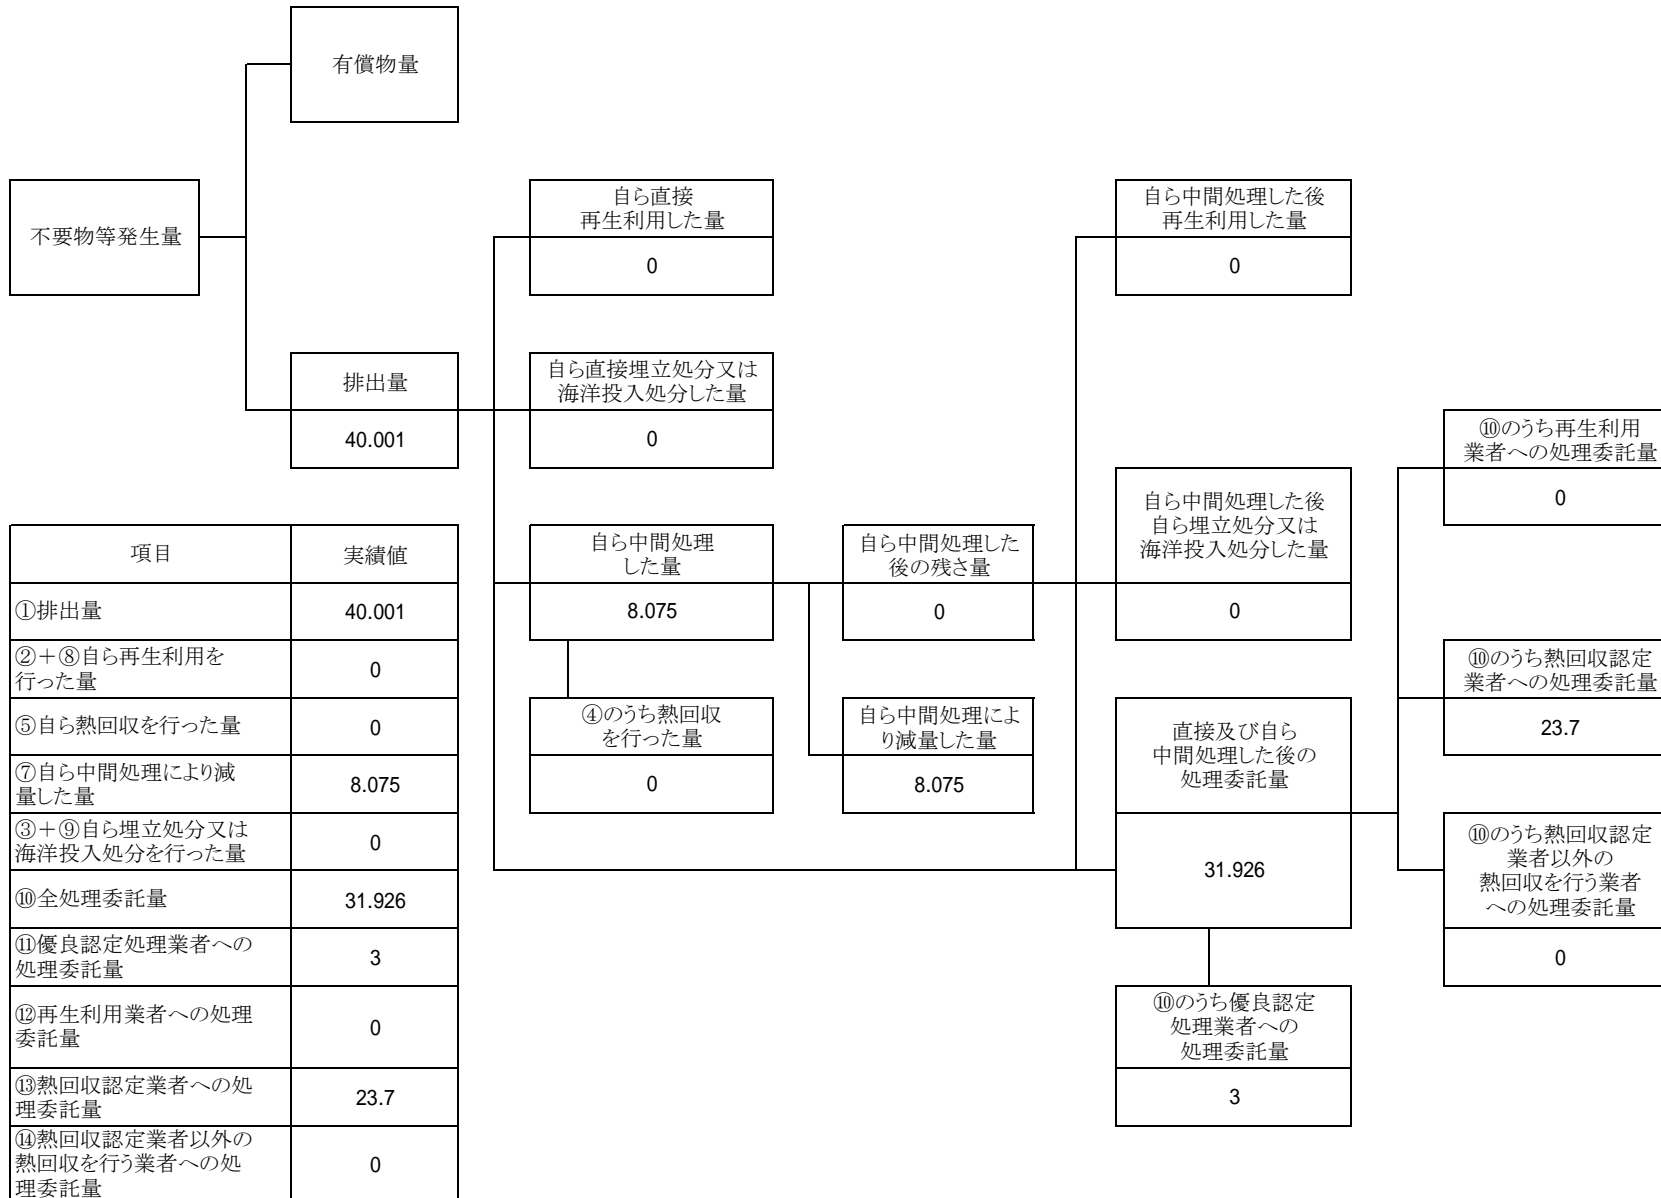 有償物量
不要物等発生量
自ら直接
再生利用した量
0
自ら中間処理した後
再生利用した量
0
排出量
40.001
自ら直接埋立処分又は
海洋投入処分した量
0
自ら中間処理
した量
8.075
自ら中間処理した
後の残さ量
0
自ら中間処理した後
自ら埋立処分又は
海洋投入処分した量
0
⑩のうち再生利用
業者への処理委託量
0
④のうち熱回収
を行った量
0
自ら中間処理によ
り減量した量
8.075
直接及び自ら
中間処理した後の
処理委託量
31.926
⑩のうち熱回収認定
業者への処理委託量
23.7
⑩のうち熱回収認定
業者以外の
熱回収を行う業者
への処理委託量
0
⑩のうち優良認定
処理業者への
処理委託量
3
項目 実績値
①排出量 40.001
②＋⑧自ら再生利用を
行った量 0
⑤自ら熱回収を行った量 0
⑦自ら中間処理により減
量した量 8.075
③＋⑨自ら埋立処分又は
海洋投入処分を行った量 0
⑩全処理委託量 31.926
⑪優良認定処理業者への
処理委託量 3
⑫再生利用業者への処理
委託量 0
⑬熱回収認定業者への処
理委託量 23.7
⑭熱回収認定業者以外の
熱回収を行う業者への処
理委託量 0